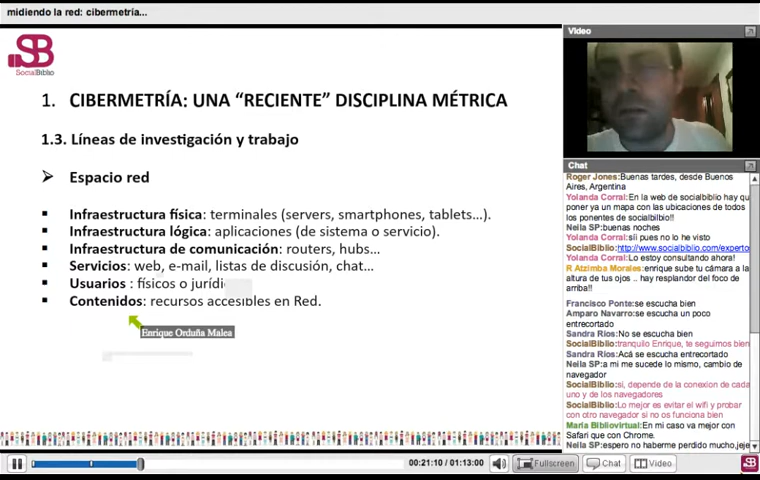 midiendo la red: cibermetría...
SB
SocialBiblio
1. CIBERMETRÍA: UNA “RECIENTE” DISCIPLINA MÉTRICA
1.3. Líneas de investigación y trabajo
Espacio red
Infraestructura física: terminales (servers, smartphones, tablets...).
Infraestructura lógica: aplicaciones (de sistema o servicio).
Infraestructura de comunicación: routers, hubs...
Servicios: web, e-mail, listas de discusión, chat...
Usuarios : físicos o jurídi
Contenidos: recursos accesibles en Red.
Enrique Orduña Malea
Video
Chat
Roger Jones:Buenas tardes, desde Buenos
Aires, Argentina
Yolanda Corral:En la web de socialbiblio hay que
poner ya un mapa con las ubicaciones de todos
los ponentes de socialbilbio!!
Neila SP:buenas noches
Yolanda Corral:síi pues no lo he visto
SocialBiblio:http://www.socialbiblio.com/experto
Yolanda Corral:Lo estoy consultando ahora!
R Atzimba Morales:enrique sube tu cámara a la
altura de tus ojos .. hay resplandor del foco de
arriba!!
Francisco Ponte:se escucha bien
Amparo Navarro:se escucha un poco
entrecortado
Sandra Ríos:No se escucha bien
SocialBiblio:tranquilo Enrique, te seguimos bien
Sandra Ríos:Acá se escucha entrecortado
Neila SP:a mi me sucede lo mismo, cambio de
navegador
SocialBiblio:si, depende de la conexion de cada
uno y de los navegadores
SocialBiblio:Lo mejor es evitar el wifi y probar
con otro navegador si no os funciona bien
María Bibliovirtual:En mi caso va mejor con
Safari que con Chrome.
Neila SP:espero no haberme perdido mucho,jeje
00:21:10 / 01:13:00
Fullscreen
Chat
Video
SB